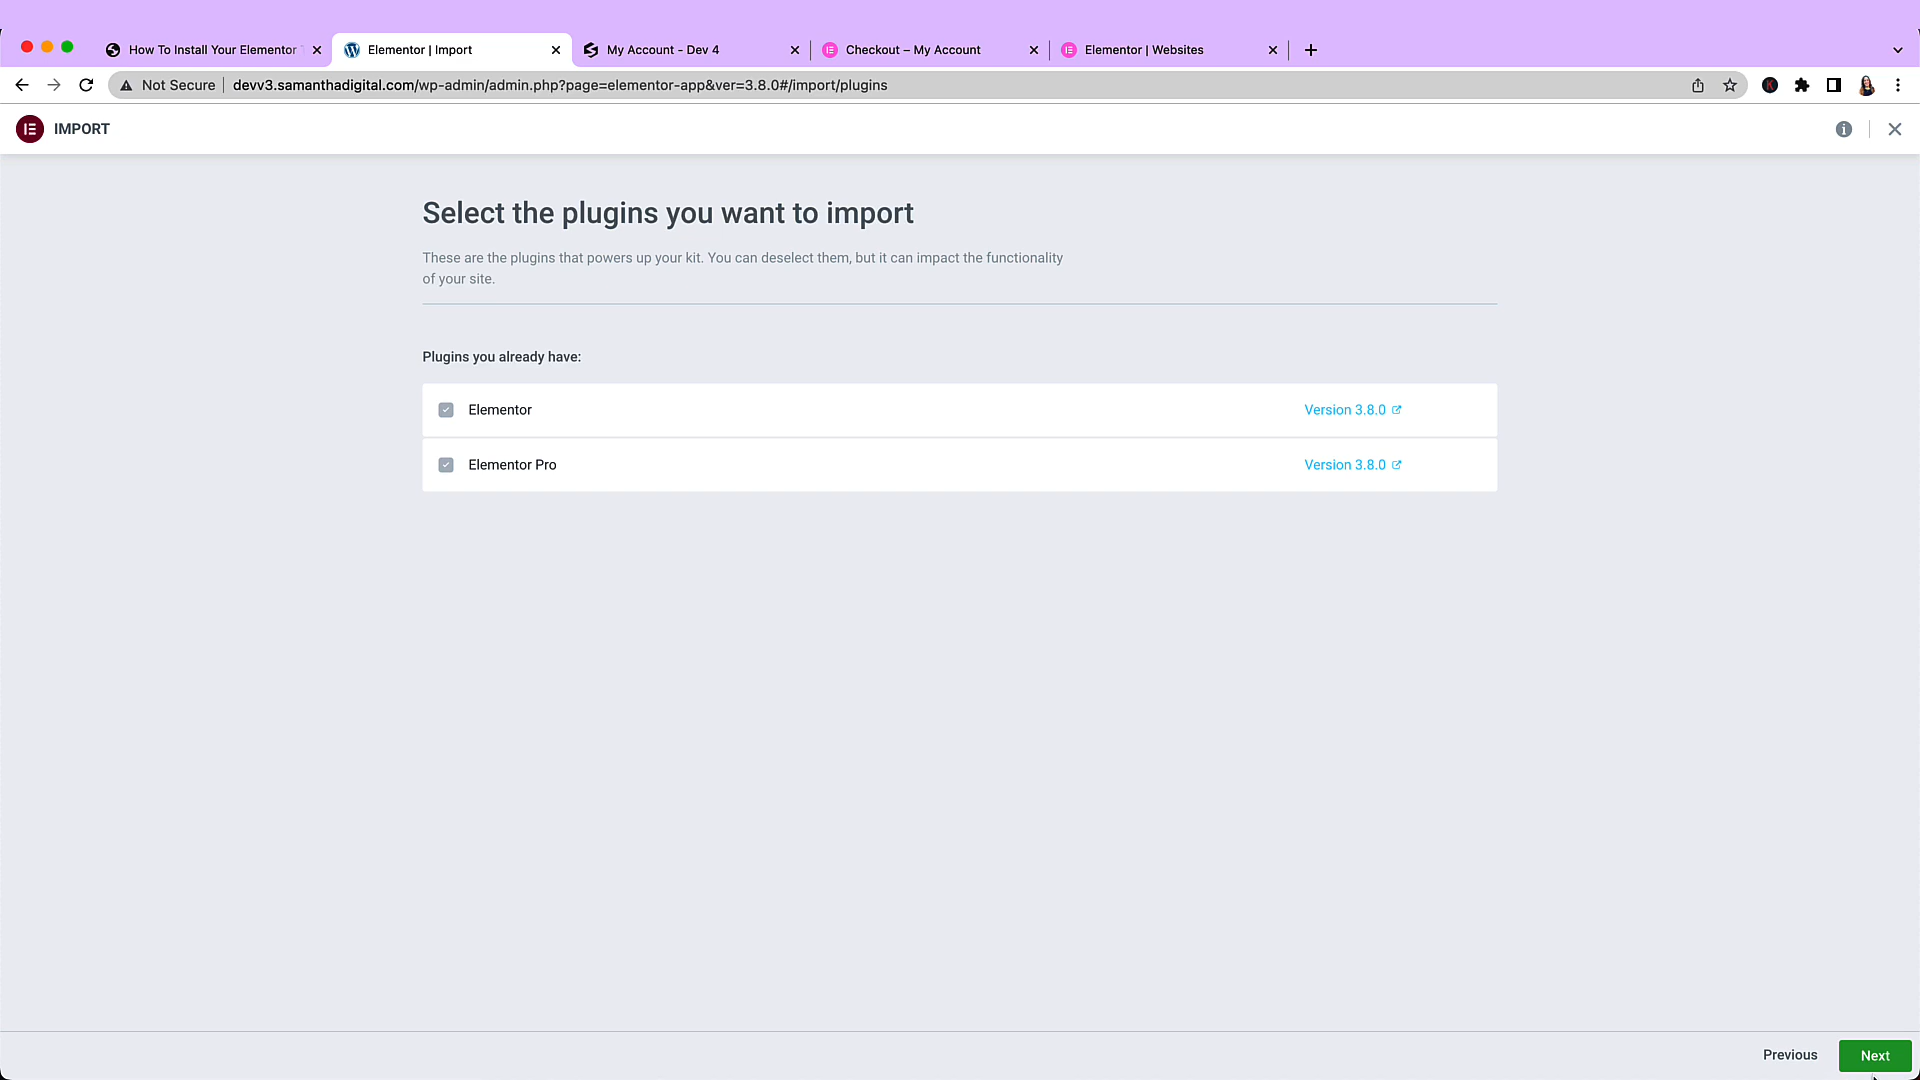 How To Install Your Elementor
Elementor | Import
My Account - Dev 4
Checkout – My Account
Elementor | Websites
Not Secure
devv3.samanthadigital.com/wp-admin/admin.php?page=elementor-app&ver=3.8.0#/import/plugins
K
IMPORT
Select the plugins you want to import
These are the plugins that powers up your kit. You can deselect them, but it can impact the functionality
of your site.
Plugins you already have:
Elementor
Version 3.8.0
Elementor Pro
Version 3.8.0
Previous
Next